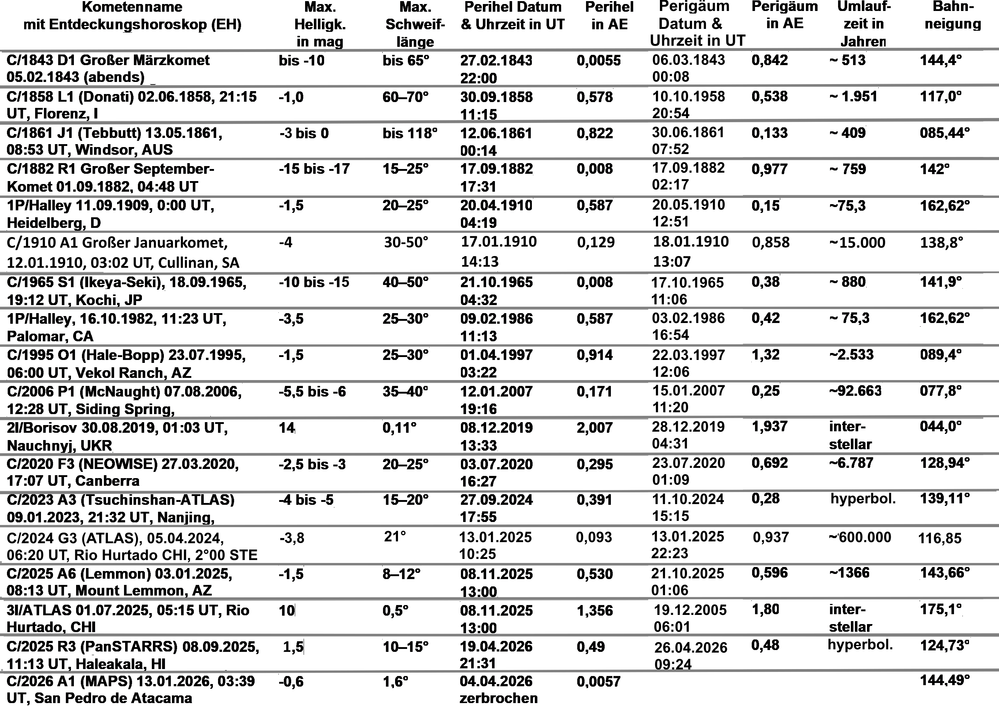 Kometenname Max. Max. Perihel Datum Perihel Perigäum Perigäum Umlauf- Bahn-
mit Entdeckungshoroskop (EH) Helligk. Schweif- & Uhrzeit in UT in AE Datum & in AE zeit in neigung
in mag länge Uhrzeit in UT Jahren
C/1843 D1 Großer Märzkomet bis -10 bis 65° 27.02.1843 0,0055 06.03.1843 0,842 ~ 513 144,4°
05.02.1843 (abends) 22:00 00:08
C/1858 L1 (Donati) 02.06.1858, 21:15 -1,0 60–70° 30.09.1858 0,578 10.10.1958 0,538 ~ 1.951 117,0°
UT, Florenz, I 11:15 20:54
C/1861 J1 (Tebbutt) 13.05.1861, -3 bis 0 bis 118° 12.06.1861 0,822 30.06.1861 0,133 ~ 409 085,44°
08:53 UT, Windsor, AUS 00:14 07:52
C/1882 R1 Großer September- -15 bis -17 15–25° 17.09.1882 0,008 17.09.1882 0,977 ~ 759 142°
Komet 01.09.1882, 04:48 UT 17:31 02:17
1P/Halley 11.09.1909, 0:00 UT, -1,5 20–25° 20.04.1910 0,587 20.05.1910 0,15 ~75,3 162,62°
Heidelberg, D 04:19 12:51
C/1910 A1 Großer Januarkomet, -4 30-50° 17.01.1910 0,129 18.01.1910 0,858 ~15.000 138,8°
12.01.1910, 03:02 UT, Cullinan, SA 14:13 13:07
C/1965 S1 (Ikeya-Seki), 18.09.1965, -10 bis -15 40–50° 21.10.1965 0,008 17.10.1965 0,38 ~ 880 141,9°
19:12 UT, Kochi, JP 04:32 11:06
1P/Halley, 16.10.1982, 11:23 UT, -3,5 25–30° 09.02.1986 0,587 03.02.1986 0,42 ~ 75,3 162,62°
Palomar, CA 11:13 16:54
C/1995 O1 (Hale-Bopp) 23.07.1995, -1,5 25–30° 01.04.1997 0,914 22.03.1997 1,32 ~2.533 089,4°
06:00 UT, Vekol Ranch, AZ 03:22 12:06
C/2006 P1 (McNaught) 07.08.2006, -5,5 bis -6 35–40° 12.01.2007 0,171 15.01.2007 0,25 ~92.663 077,8°
12:28 UT, Siding Spring, 19:16 11:20
2I/Borisov 30.08.2019, 01:03 UT, 14 0,11° 08.12.2019 2,007 28.12.2019 1,937 inter- 044,0°
Nauchnyj, UKR 13:33 04:31 stellar
C/2020 F3 (NEOWISE) 27.03.2020, -2,5 bis -3 20–25° 03.07.2020 0,295 23.07.2020 0,692 ~6.787 128,94°
17:07 UT, Canberra 16:27 01:09
C/2023 A3 (Tsuchinshan-ATLAS) -4 bis -5 15–20° 27.09.2024 0,391 11.10.2024 0,28 hyperbol. 139,11°
09.01.2023, 21:32 UT, Nanjing, 17:55 15:15
C/2024 G3 (ATLAS), 05.04.2024, -3,8 21° 13.01.2025 0,093 13.01.2025 0,937 ~600.000 116,85
06:20 UT, Rio Hurtado CHI, 2°00 STE 10:25 22:23
C/2025 A6 (Lemmon) 03.01.2025, -1,5 8–12° 08.11.2025 0,530 21.10.2025 0,596 ~1366 143,66°
08:13 UT, Mount Lemmon, AZ 13:00 01:06
3I/ATLAS 01.07.2025, 05:15 UT, Rio 10 0,5° 08.11.2025 1,356 19.12.2005 1,80 inter- 175,1°
Hurtado, CHI 13:00 06:01 stellar
C/2025 R3 (PanSTARRS) 08.09.2025, 1,5 10–15° 19.04.2026 0,49 26.04.2026 0,48 hyperbol. 124,73°
11:13 UT, Haleakala, HI 21:31 09:24
C/2026 A1 (MAPS) 13.01.2026, 03:39 -0,6 1,6° 04.04.2026 0,0057 144,49°
UT, San Pedro de Atacama zerbrochen